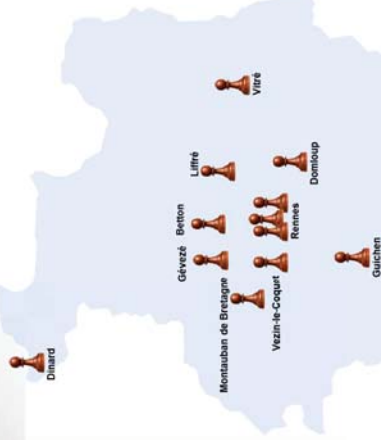 Dinard
Gévezé
Betton
Liffré
Vitré
Montauban de Bretagne
Vezin-le-Coquet
Rennes
Domloup
Guichen